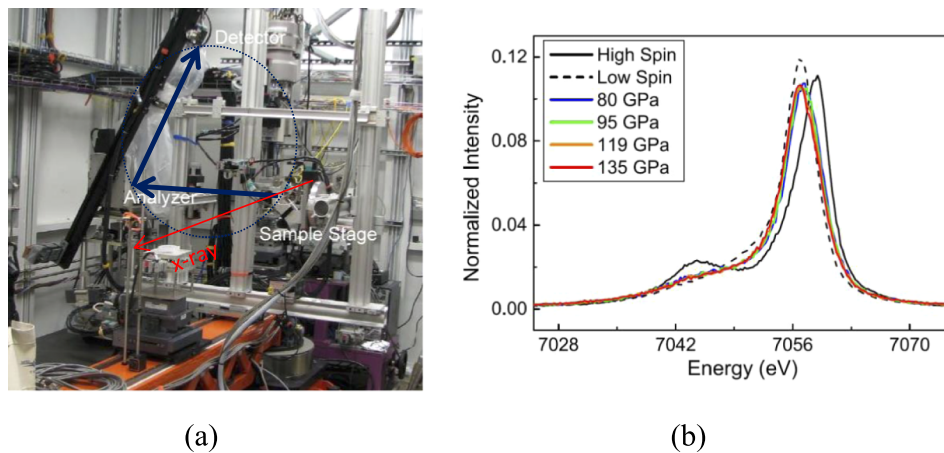 Detector
Analyzer
Sample Stage
x-ray
(a)
0.12
0.08
0.04
0.00
Normalized Intensity
High Spin
Low Spin
80 GPa
95 GPa
119 GPa
135 GPa
7028
7042
7056
7070
Energy (eV)
(b)